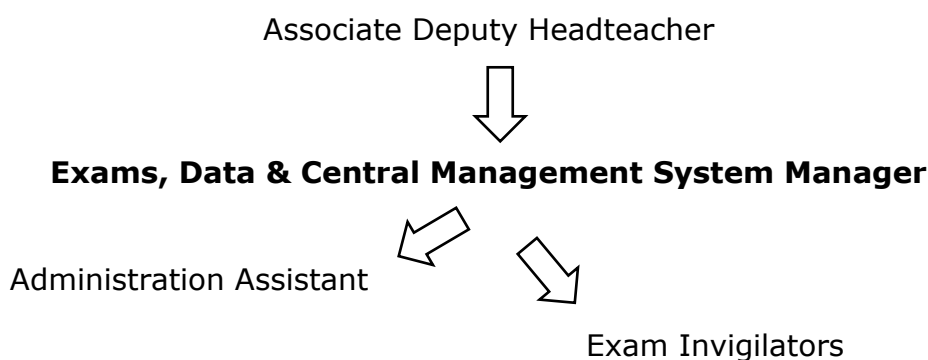 Associate Deputy Headteacher
Exams, Data & Central Management System Manager
Administration Assistant
Exam Invigilators